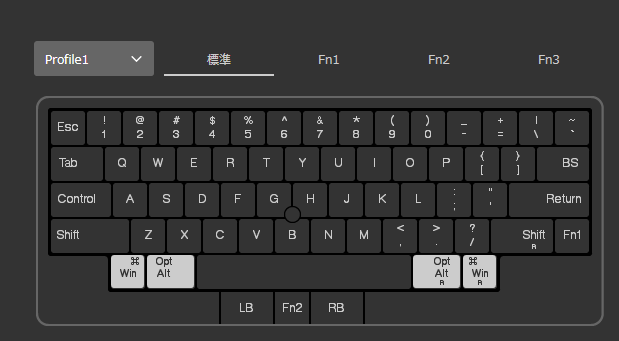 Profile1 標準 Fn1 Fn2 Fn3
Esc ! 1 @ 2 # 3 $ 4 % 5 ^ 6 & 7 * 8 ( 9 ) 0 _ - + = | \ ~ `
Tab Q W E R T Y U I O P { [ } ] BS
Control A S D F G H J K L : ; " ' Return
Shift Z X C V B N M < , > . ? / Shift R Fn1
⌘ Win Opt Alt Opt Alt R ⌘ Win R
LB Fn2 RB